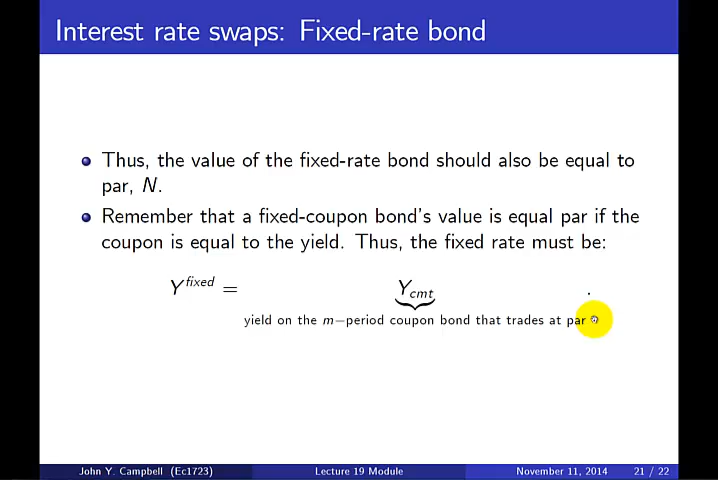 Interest rate swaps: Fixed-rate bond
Thus, the value of the fixed-rate bond should also be equal to
par, N.
Remember that a fixed-coupon bond's value is equal par if the
coupon is equal to the yield. Thus, the fixed rate must be:
Y^fixed = Y_cmt .
yield on the m−period coupon bond that trades at par
John Y. Campbell (Ec1723) Lecture 19 Module November 11, 2014 21 / 22